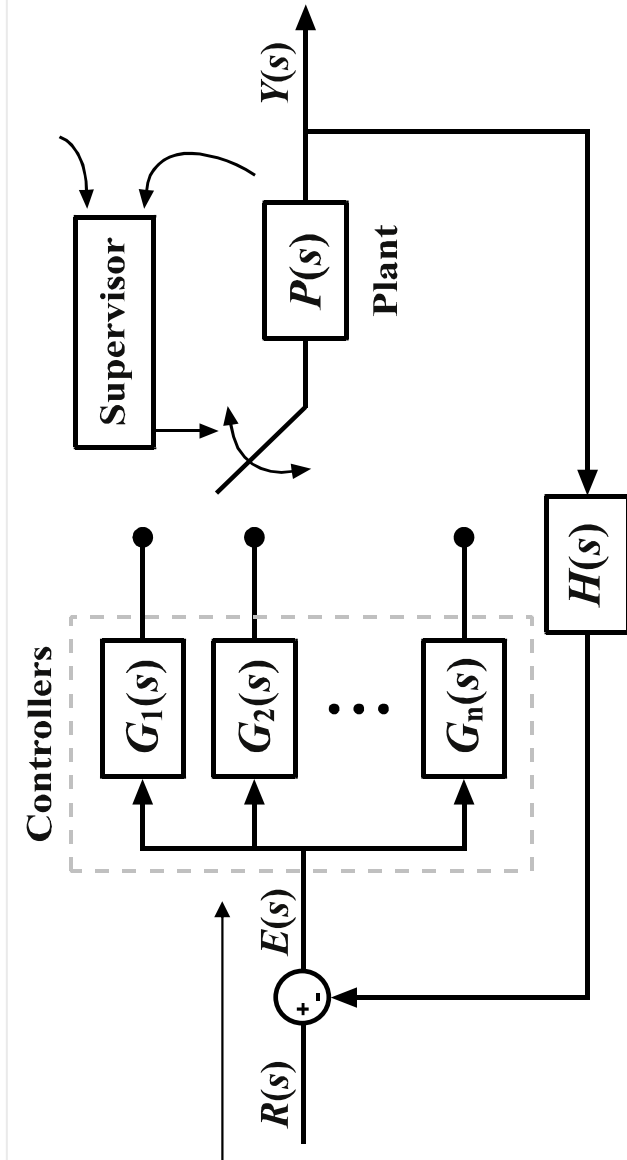 Controllers
Supervisor
R(s)
+
-
E(s)
G1(s)
G2(s)
...
Gn(s)
P(s)
Plant
Y(s)
H(s)